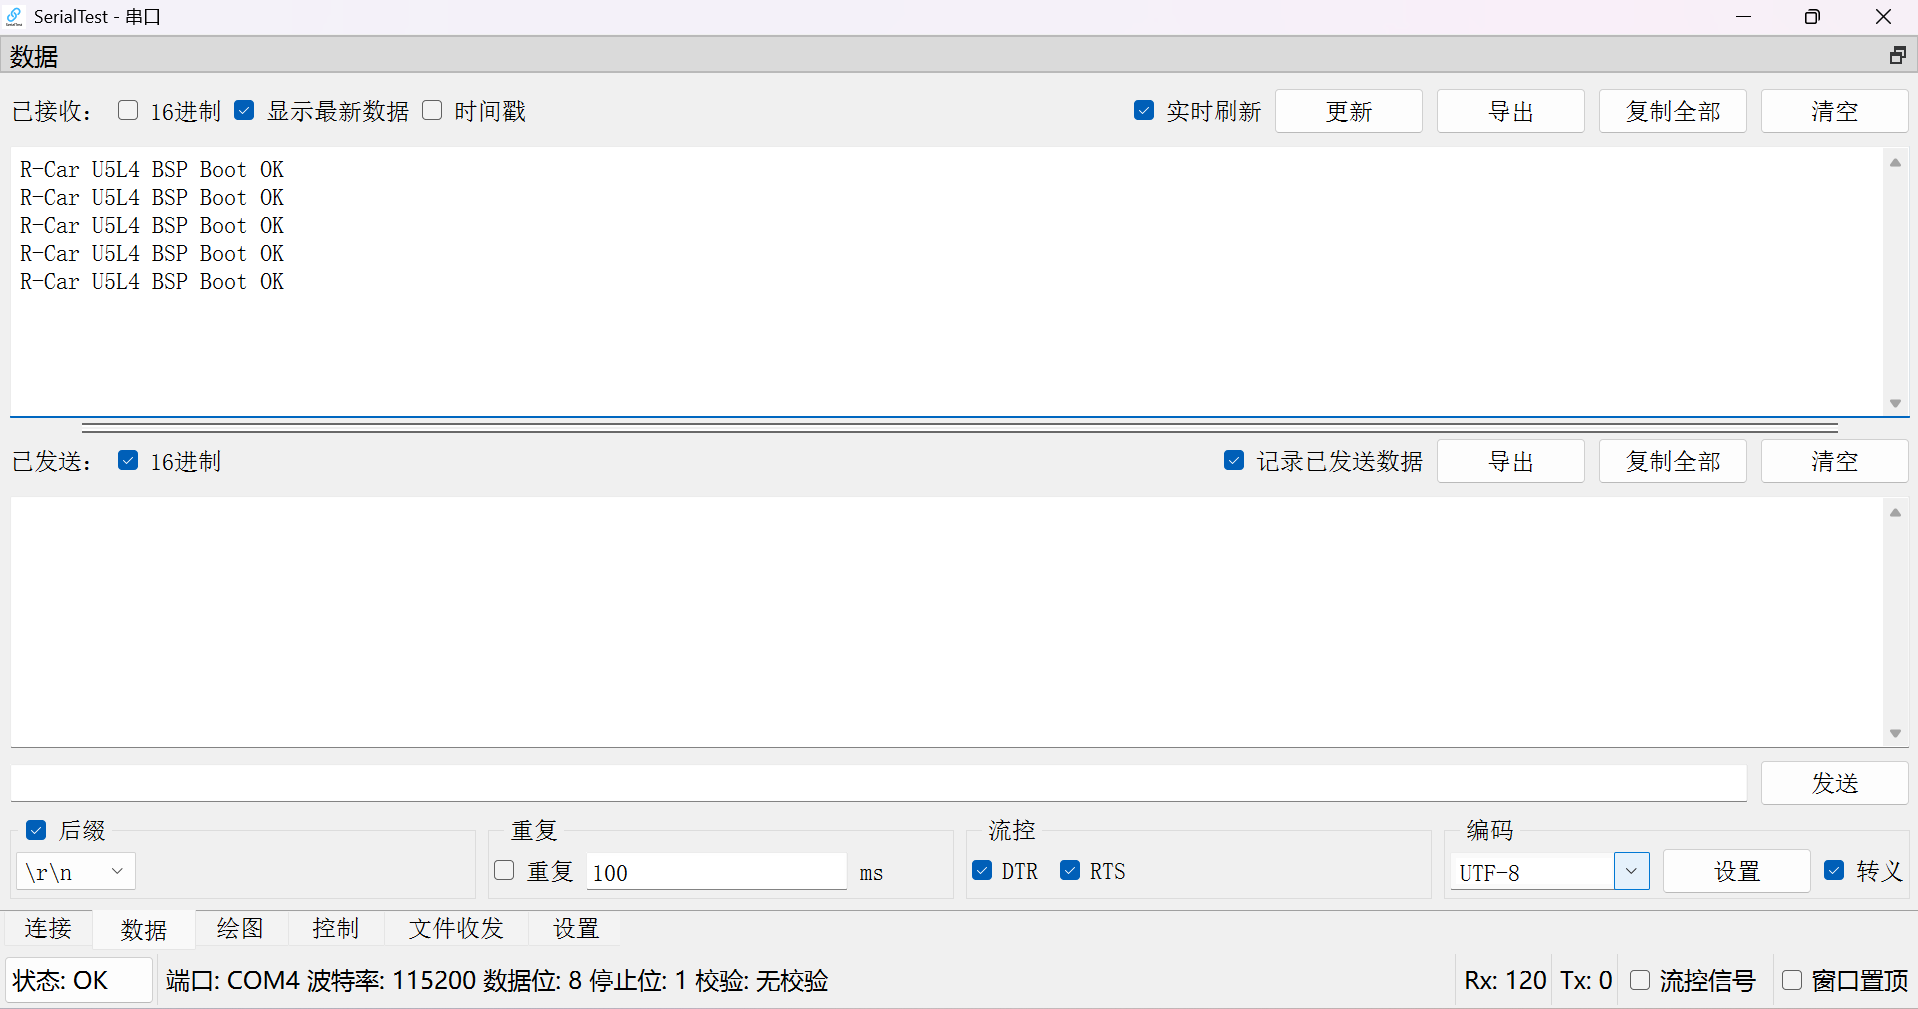 SerialTest - 串口
数据
已接收: 16进制 显示最新数据 时间戳 实时刷新 更新 导出 复制全部 清空
R-Car U5L4 BSP Boot OK
R-Car U5L4 BSP Boot OK
R-Car U5L4 BSP Boot OK
R-Car U5L4 BSP Boot OK
R-Car U5L4 BSP Boot OK
已发送: 16进制 记录已发送数据 导出 复制全部 清空
发送
后缀 重复 流控 编码
\r\n 重复 100 ms DTR RTS UTF-8 设置 转义
连接 数据 绘图 控制 文件收发 设置
状态: OK 端口: COM4 波特率: 115200 数据位: 8 停止位: 1 校验: 无校验 Rx: 120 Tx: 0 流控信号 窗口置顶